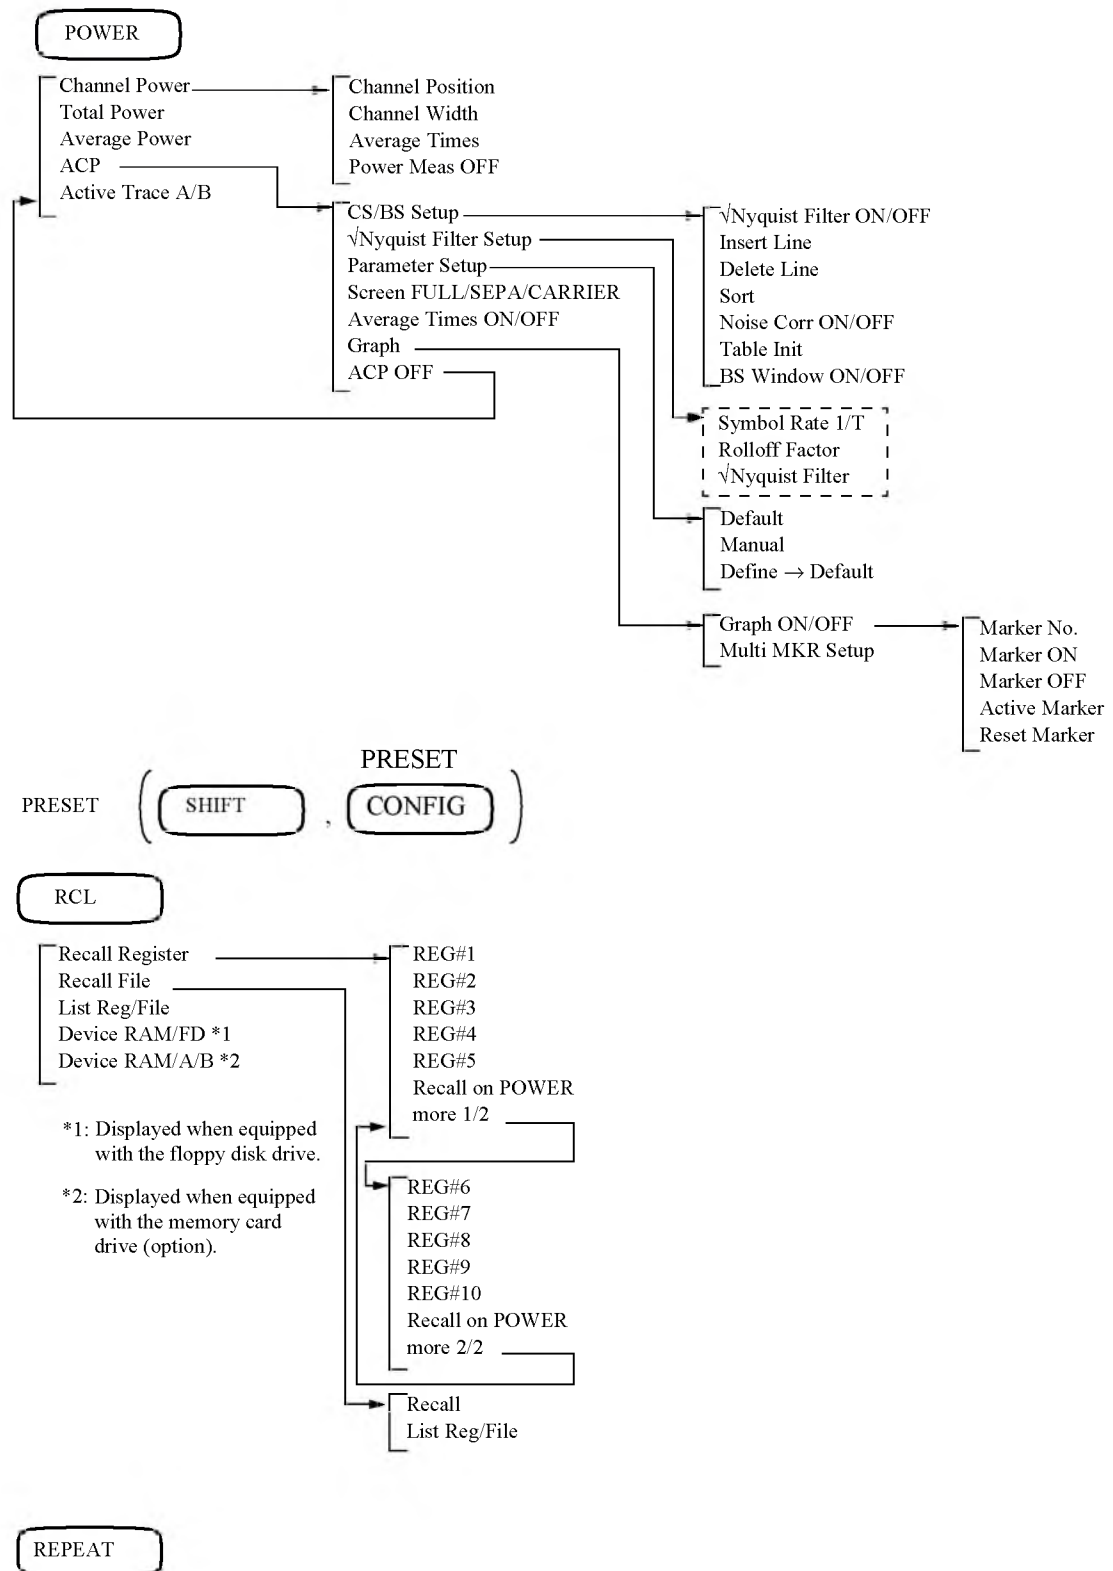 POWER
Channel Power
Total Power
Average Power
ACP
Active Trace A/B
Channel Position
Channel Width
Average Times
Power Meas OFF
CS/BS Setup
√Nyquist Filter Setup
Parameter Setup
Screen FULL/SEPA/CARRIER
Average Times ON/OFF
Graph
ACP OFF
√Nyquist Filter ON/OFF
Insert Line
Delete Line
Sort
Noise Corr ON/OFF
Table Init
BS Window ON/OFF
Symbol Rate 1/T
Rolloff Factor
√Nyquist Filter
Default
Manual
Define → Default
Graph ON/OFF
Multi MKR Setup
Marker No.
Marker ON
Marker OFF
Active Marker
Reset Marker
PRESET
PRESET ( SHIFT , CONFIG )
RCL
Recall Register
Recall File
List Reg/File
Device RAM/FD *1
Device RAM/A/B *2
*1: Displayed when equipped
with the floppy disk drive.
*2: Displayed when equipped
with the memory card
drive (option).
REG#1
REG#2
REG#3
REG#4
REG#5
Recall on POWER
more 1/2
REG#6
REG#7
REG#8
REG#9
REG#10
Recall on POWER
more 2/2
Recall
List Reg/File
REPEAT